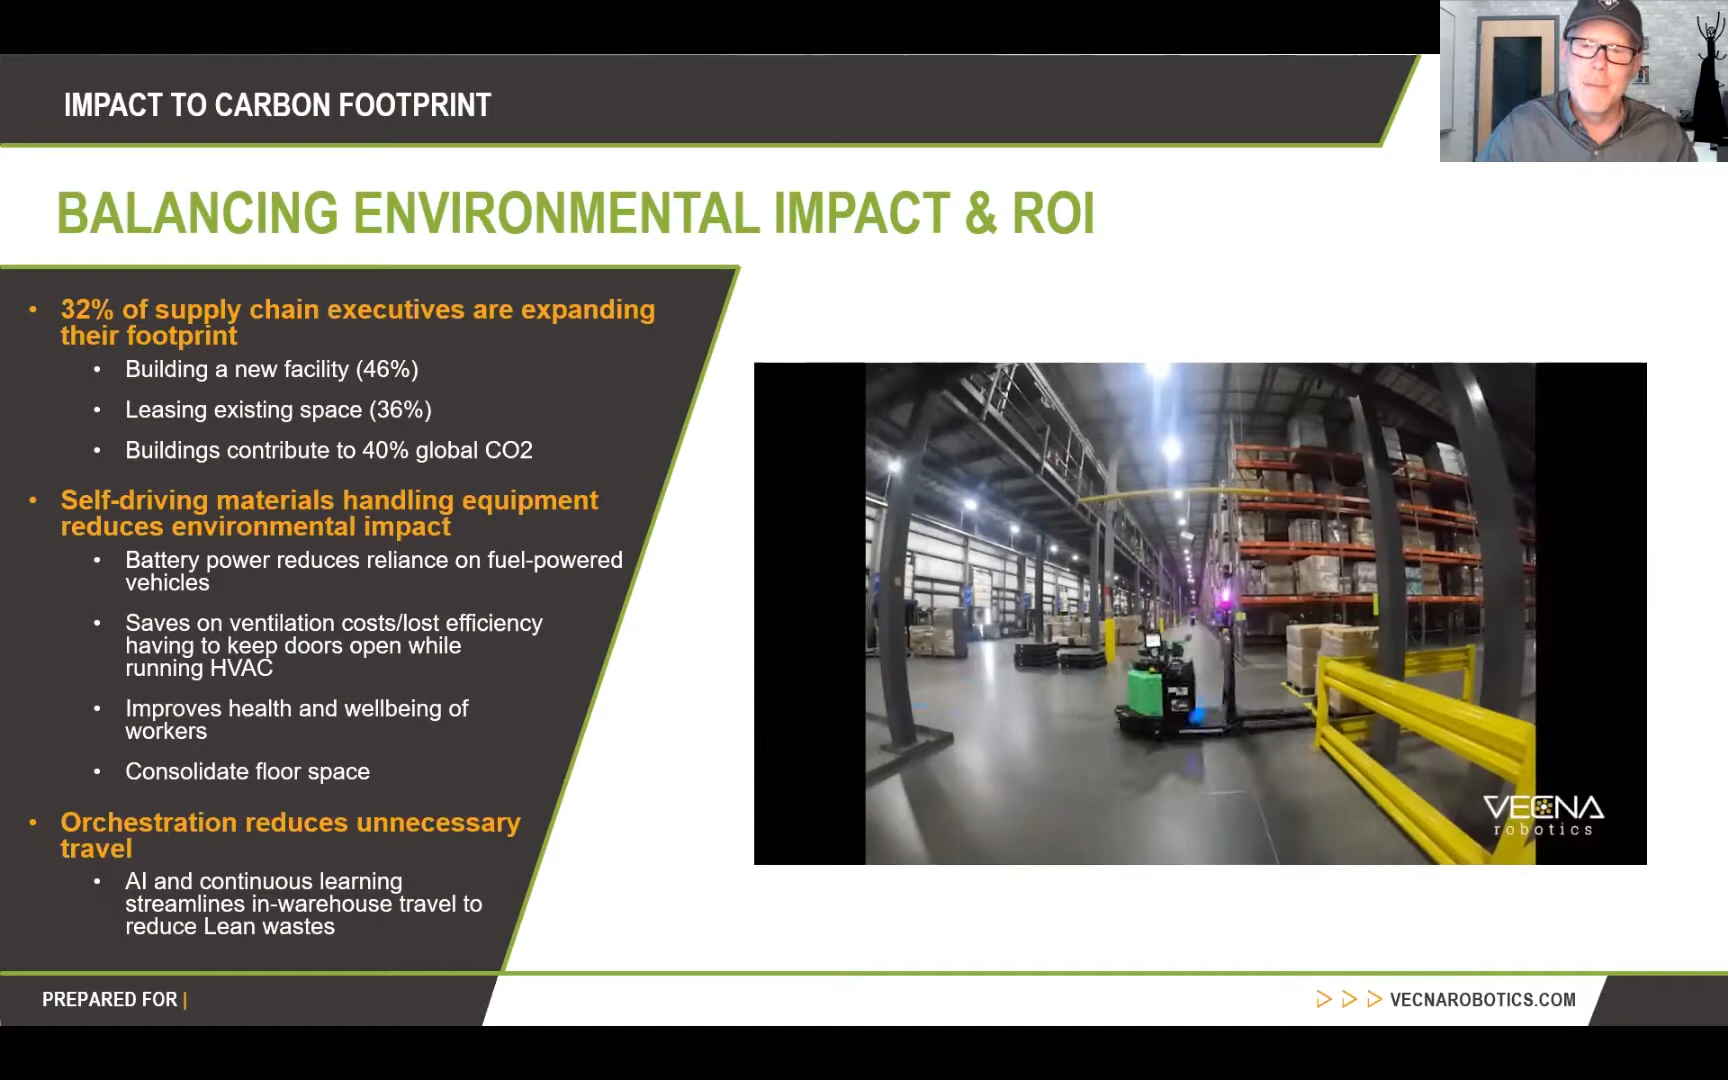 IMPACT TO CARBON FOOTPRINT
BALANCING ENVIRONMENTAL IMPACT & ROI
• 32% of supply chain executives are expanding
their footprint
• Building a new facility (46%)
• Leasing existing space (36%)
• Buildings contribute to 40% global CO2
• Self-driving materials handling equipment
reduces environmental impact
• Battery power reduces reliance on fuel-powered
vehicles
• Saves on ventilation costs/lost efficiency
having to keep doors open while
running HVAC
• Improves health and wellbeing of
workers
• Consolidate floor space
• Orchestration reduces unnecessary
travel
• AI and continuous learning
streamlines in-warehouse travel to
reduce Lean wastes
VECNA
robotics
PREPARED FOR |
VECNAROBOTICS.COM